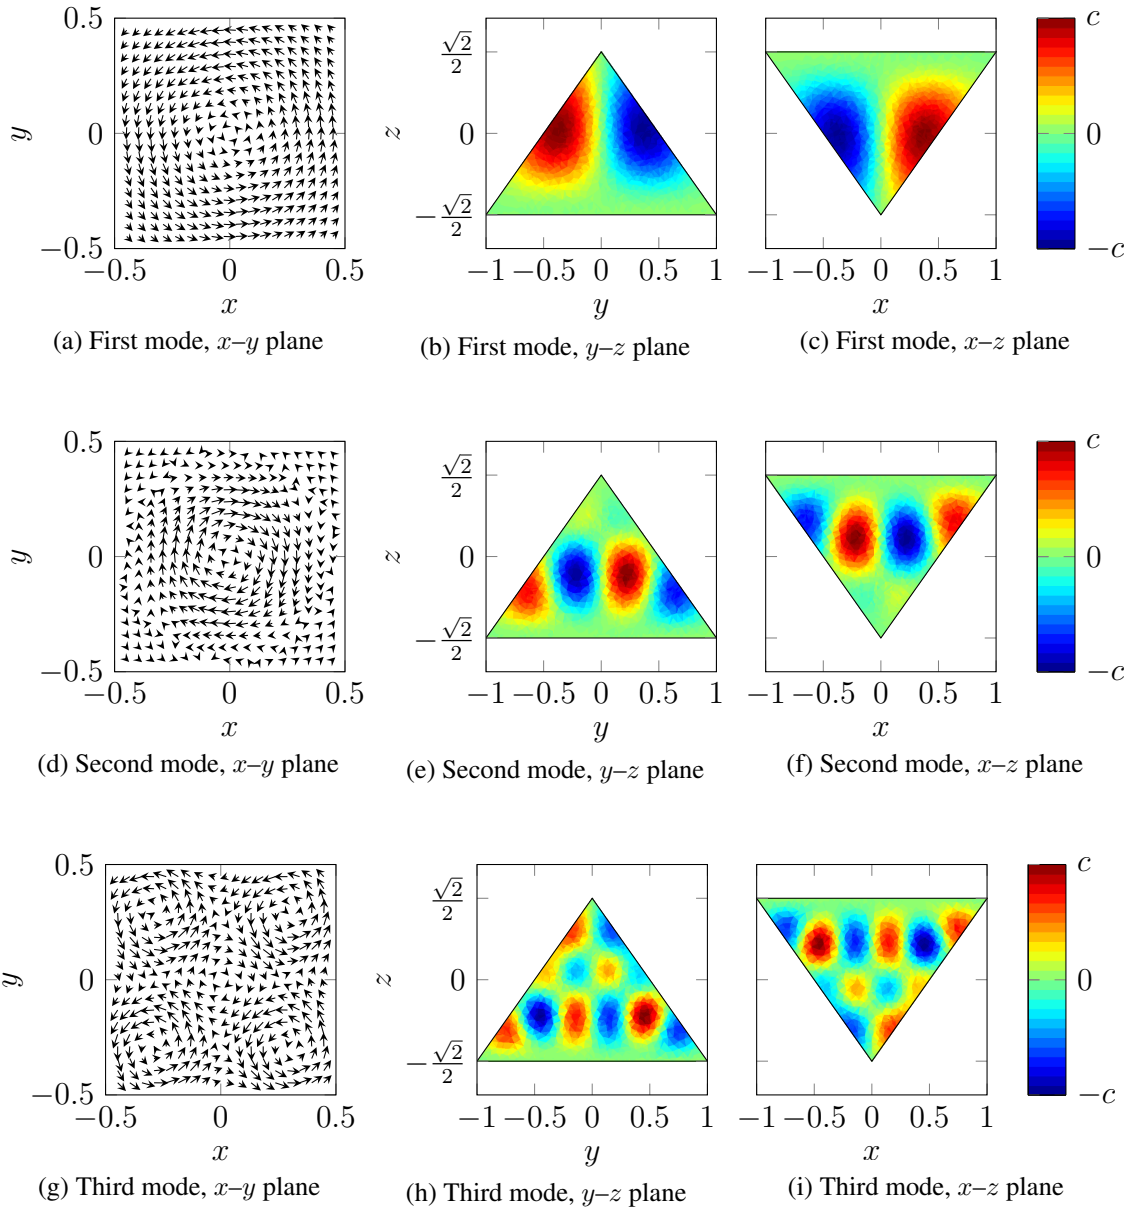 0.5
0
−0.5
−0.5 0 0.5
y
x
(a) First mode, x–y plane
√2/2
0
−√2/2
−1 −0.5 0 0.5 1
z
y
(b) First mode, y–z plane
−1 −0.5 0 0.5 1
x
(c) First mode, x–z plane
c
0
−c
0.5
0
−0.5
−0.5 0 0.5
y
x
(d) Second mode, x–y plane
√2/2
0
−√2/2
−1 −0.5 0 0.5 1
z
y
(e) Second mode, y–z plane
−1 −0.5 0 0.5 1
x
(f) Second mode, x–z plane
c
0
−c
0.5
0
−0.5
−0.5 0 0.5
y
x
(g) Third mode, x–y plane
√2/2
0
−√2/2
−1 −0.5 0 0.5 1
z
y
(h) Third mode, y–z plane
−1 −0.5 0 0.5 1
x
(i) Third mode, x–z plane
c
0
−c